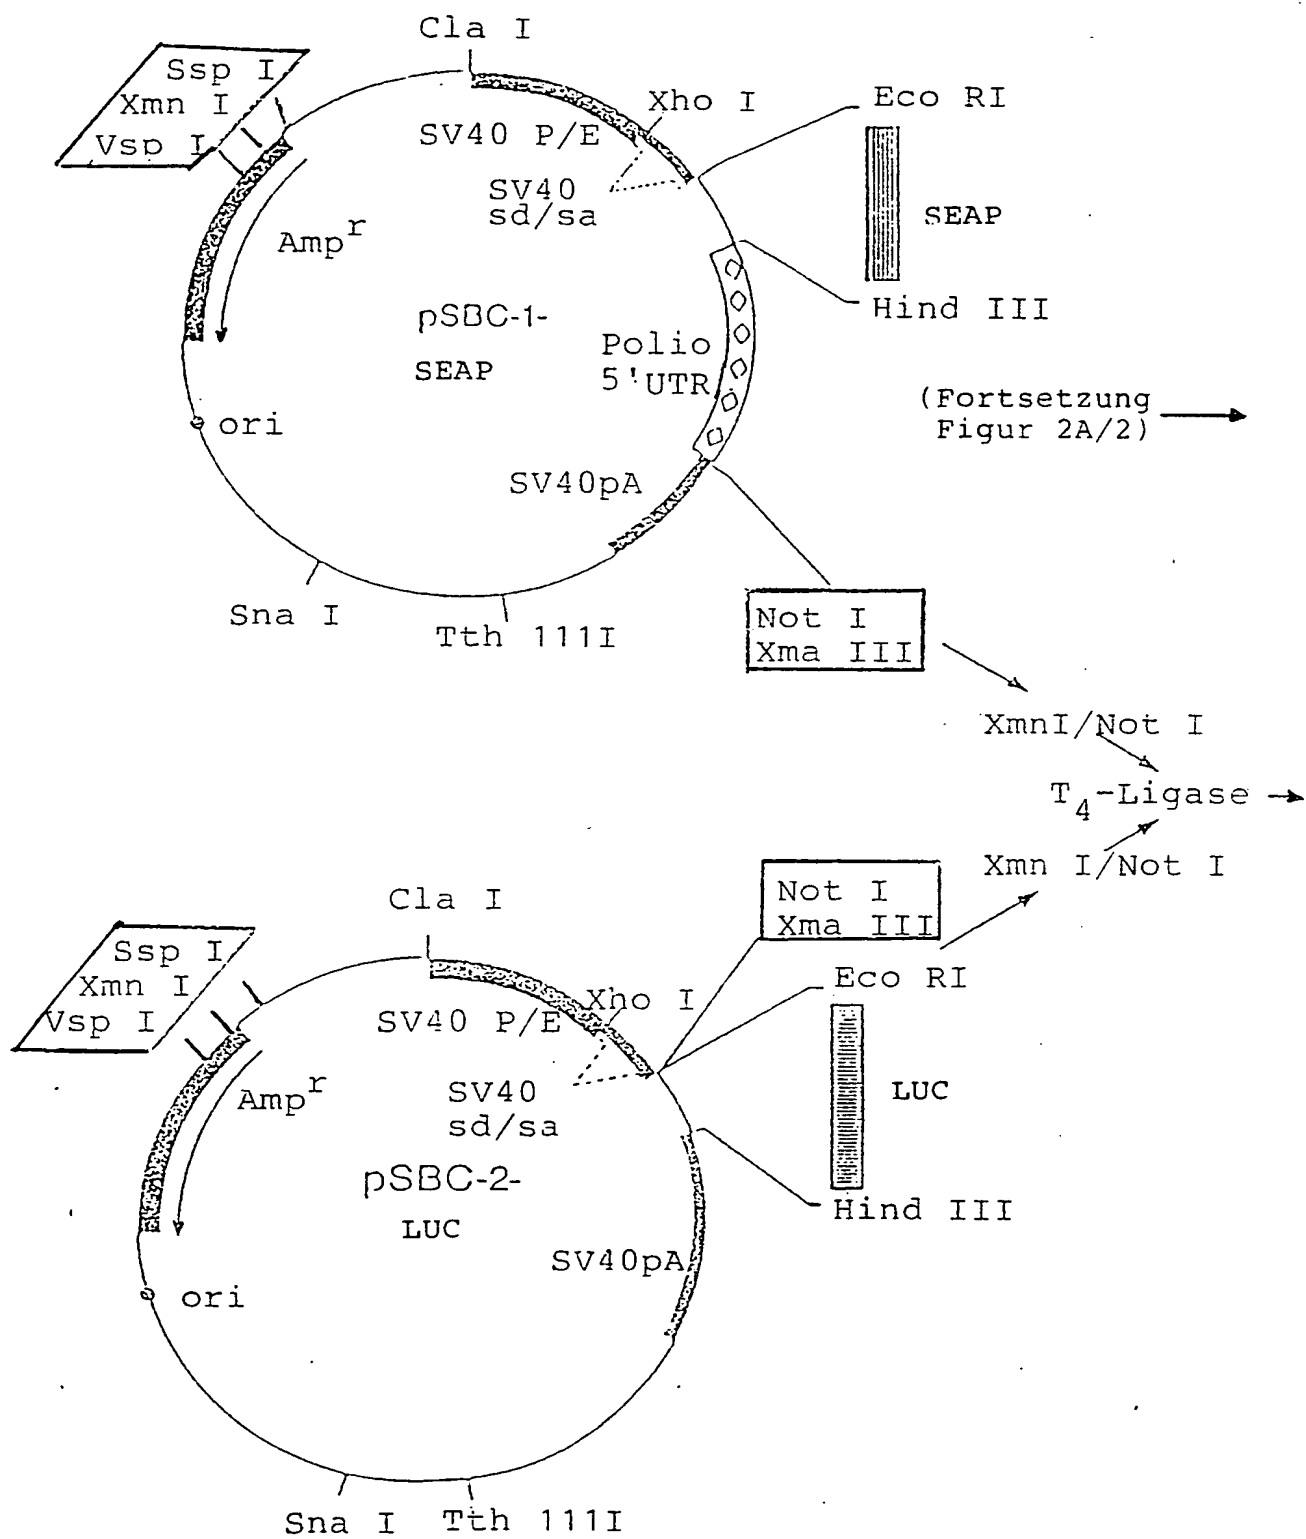 Cla I
Ssp I
Xmn I
Vsp I
Xho I
Eco RI
SV40 P/E
SV40
sd/sa
SEAP
Amp^r
Hind III
pSBC-1-
SEAP
Polio
5'UTR
(Fortsetzung
Figur 2A/2)
ori
SV40pA
Sna I
Tth 111I
Not I
Xma III
XmnI/Not I
T4-Ligase
Xmn I/Not I
Not I
Xma III
Cla I
Ssp I
Xmn I
Vsp I
Xho I
Eco RI
SV40 P/E
SV40
sd/sa
LUC
Amp^r
pSBC-2-
LUC
Hind III
SV40pA
ori
Sna I
Tth 111I